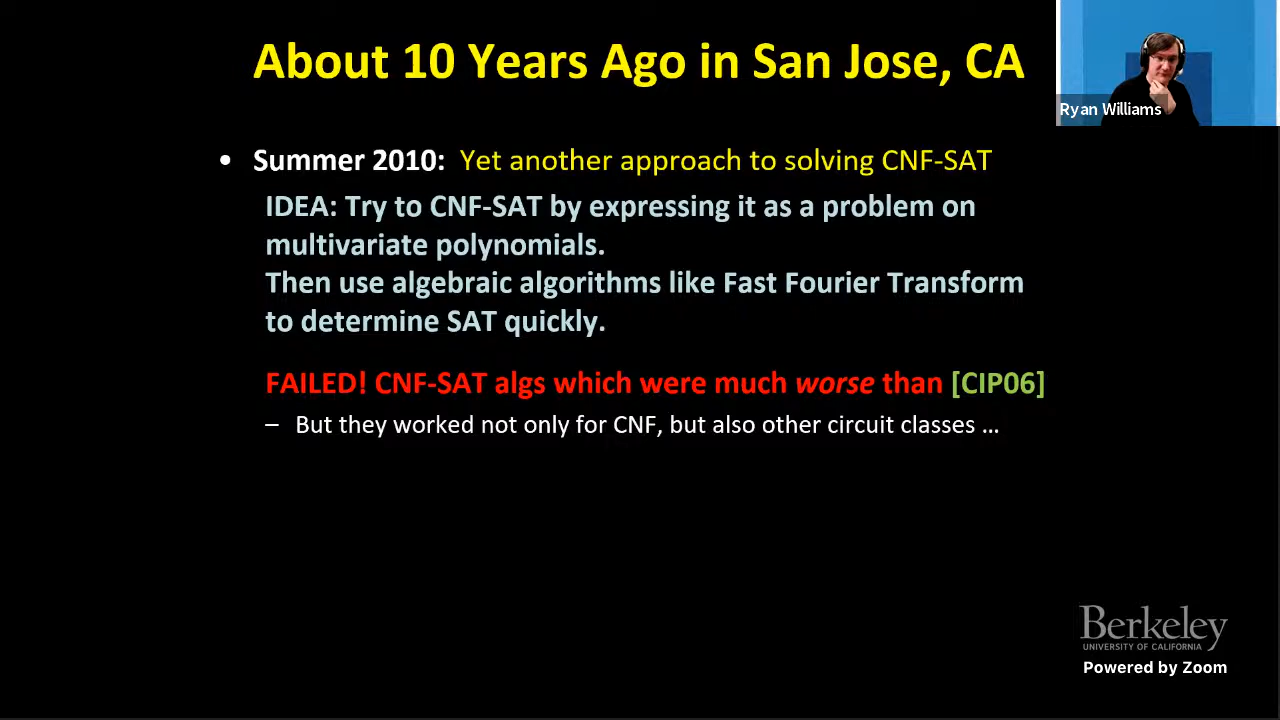 About 10 Years Ago in San Jose, CA
Ryan Williams
• Summer 2010: Yet another approach to solving CNF-SAT
IDEA: Try to CNF-SAT by expressing it as a problem on
multivariate polynomials.
Then use algebraic algorithms like Fast Fourier Transform
to determine SAT quickly.
FAILED! CNF-SAT algs which were much worse than [CIP06]
– But they worked not only for CNF, but also other circuit classes …
Berkeley
UNIVERSITY OF CALIFORNIA
Powered by Zoom